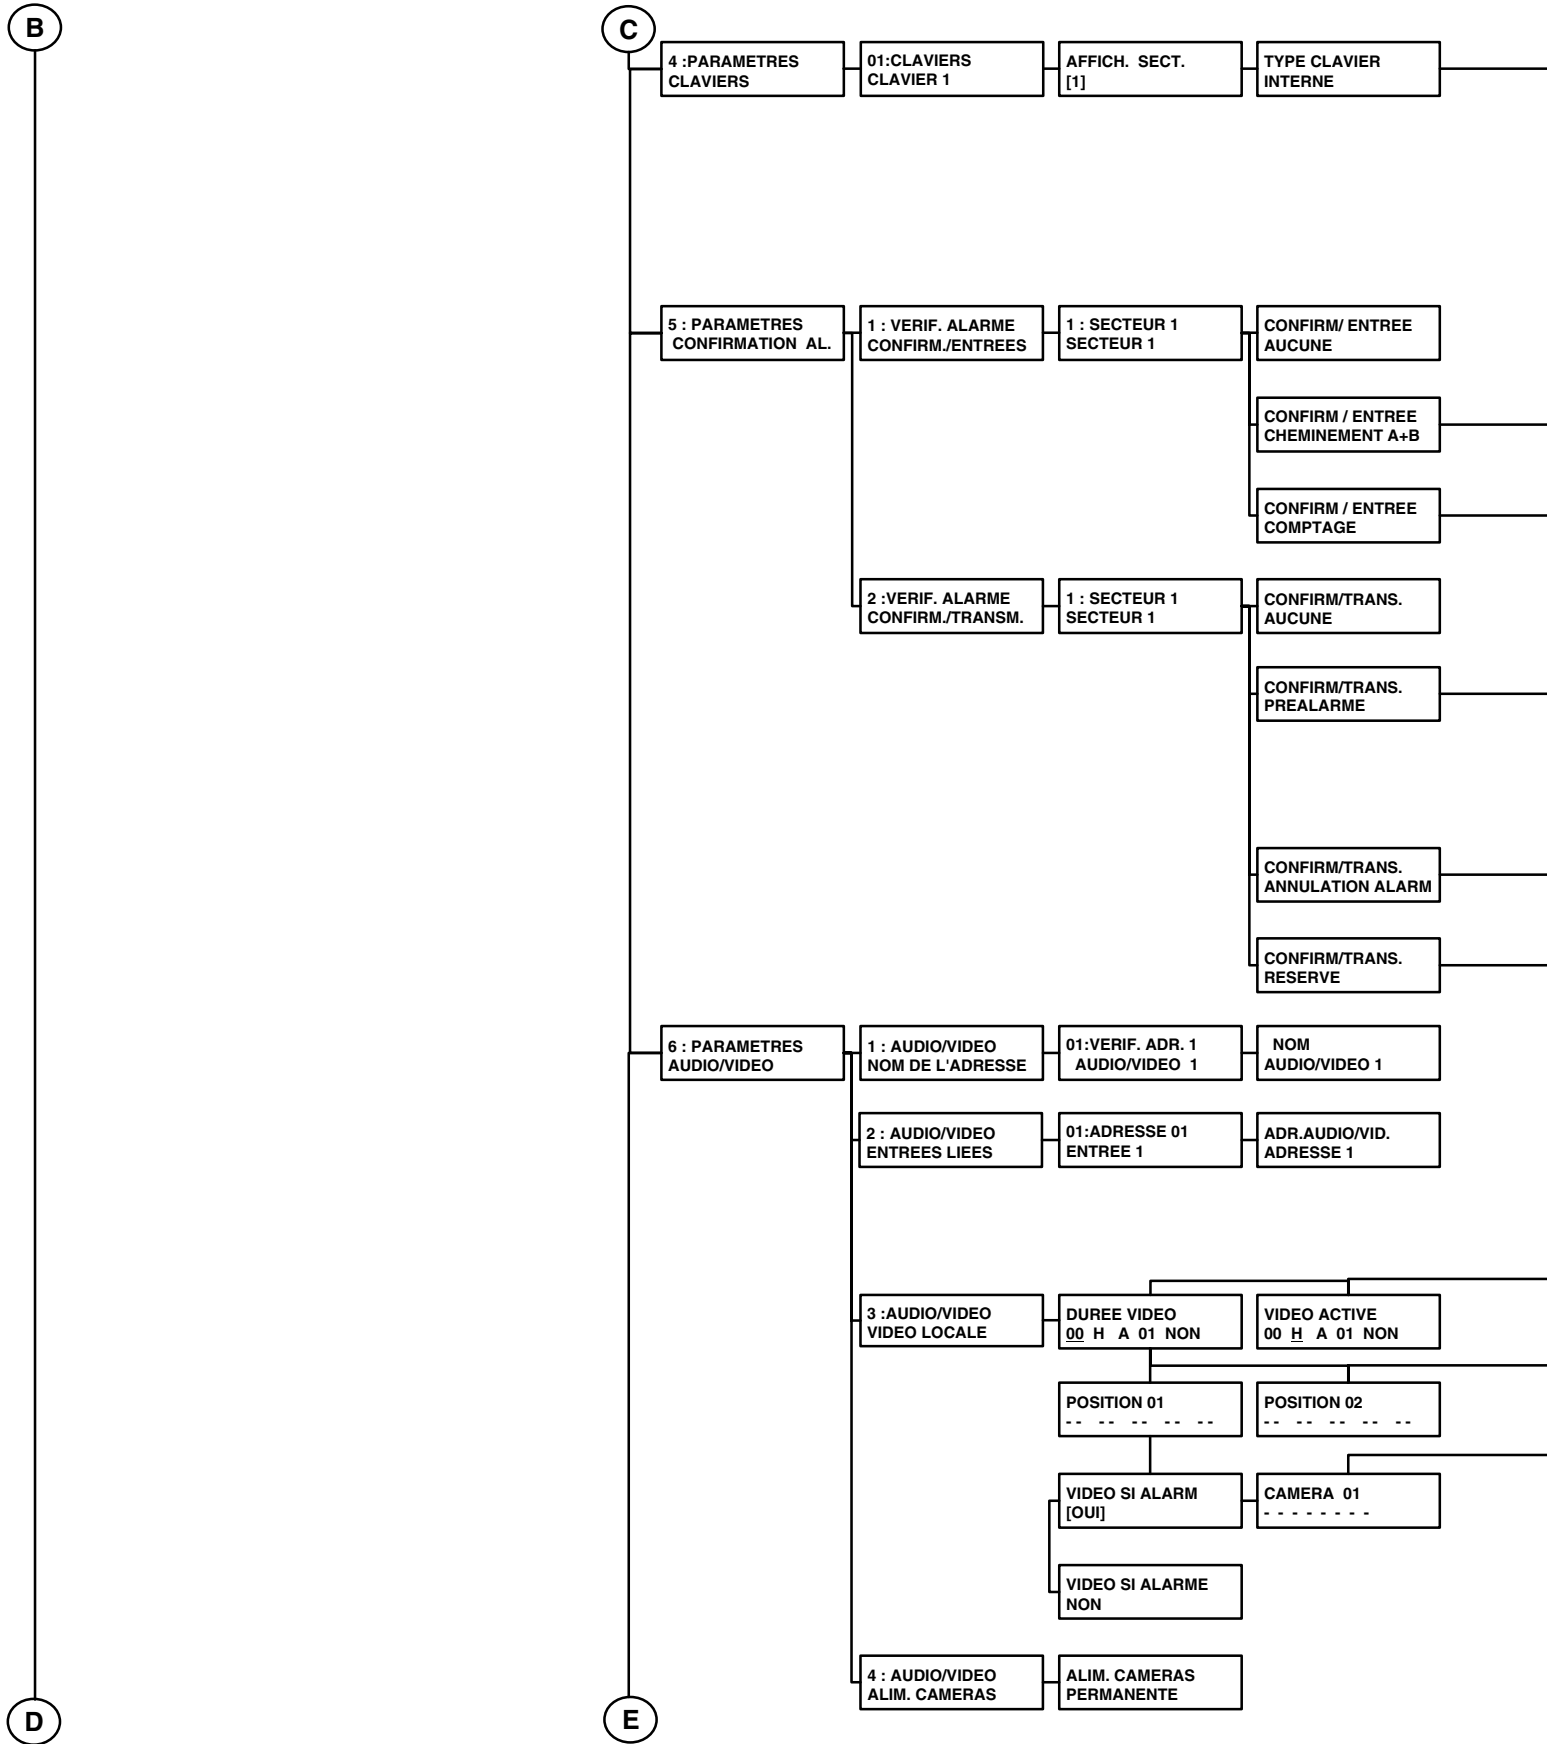 B
C
4 :PARAMETRES
CLAVIERS
01:CLAVIERS
CLAVIER 1
AFFICH. SECT.
[1]
TYPE CLAVIER
INTERNE
5 : PARAMETRES
CONFIRMATION AL.
1 : VERIF. ALARME
CONFIRM./ENTREES
1 : SECTEUR 1
SECTEUR 1
CONFIRM/ ENTREE
AUCUNE
CONFIRM / ENTREE
CHEMINEMENT A+B
CONFIRM / ENTREE
COMPTAGE
2 :VERIF. ALARME
CONFIRM./TRANSM.
1 : SECTEUR 1
SECTEUR 1
CONFIRM/TRANS.
AUCUNE
CONFIRM/TRANS.
PREALARME
CONFIRM/TRANS.
ANNULATION ALARM
CONFIRM/TRANS.
RESERVE
6 : PARAMETRES
AUDIO/VIDEO
1 : AUDIO/VIDEO
NOM DE L'ADRESSE
01:VERIF. ADR. 1
AUDIO/VIDEO 1
NOM
AUDIO/VIDEO 1
2 : AUDIO/VIDEO
ENTREES LIEES
01:ADRESSE 01
ENTREE 1
ADR.AUDIO/VID.
ADRESSE 1
3 :AUDIO/VIDEO
VIDEO LOCALE
DUREE VIDEO
00 H A 01 NON
VIDEO ACTIVE
00 H A 01 NON
POSITION 01
-- -- -- -- --
POSITION 02
-- -- -- -- --
VIDEO SI ALARM
[OUI]
CAMERA 01
- - - - - - - -
VIDEO SI ALARME
NON
4 : AUDIO/VIDEO
ALIM. CAMERAS
ALIM. CAMERAS
PERMANENTE
D
E